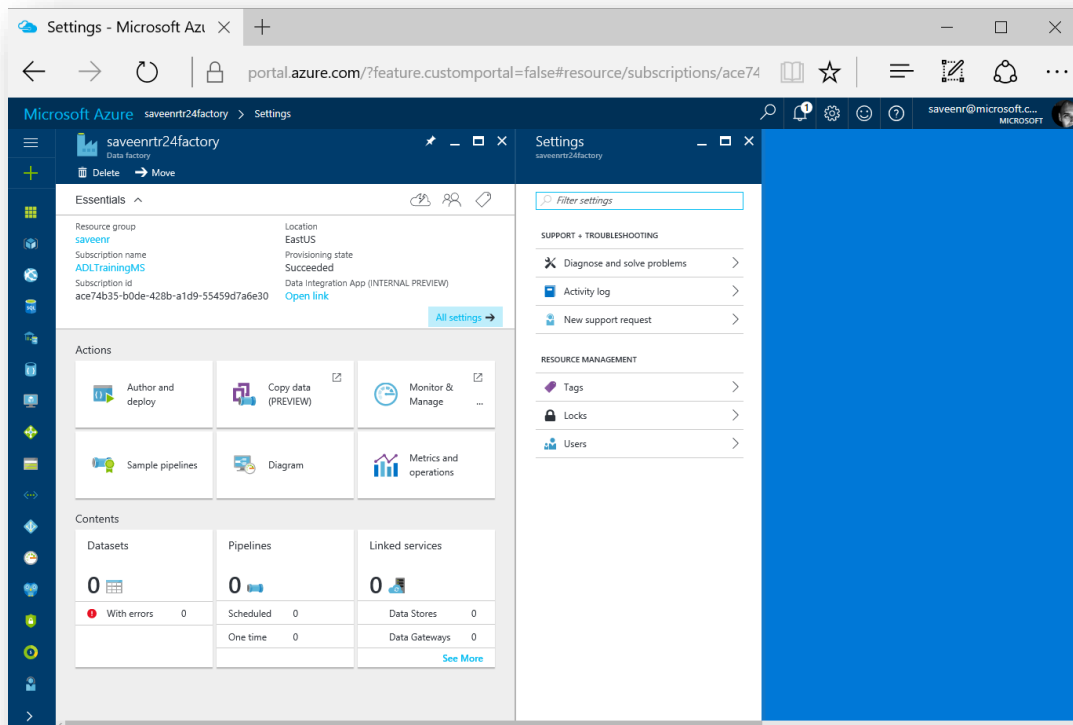 Settings - Microsoft Azu
portal.azure.com/?feature.customportal=false#resource/subscriptions/ace74
Microsoft Azure saveenrtr24factory > Settings
1
saveenr@microsoft.c...
MICROSOFT
saveenrtr24factory
Data factory
Delete Move
Essentials
Resource group
saveenr
Subscription name
ADLTrainingMS
Subscription id
ace74b35-b0de-428b-a1d9-55459d7a6e30
Location
EastUS
Provisioning state
Succeeded
Data Integration App (INTERNAL PREVIEW)
Open link
All settings
Actions
Author and
deploy
Copy data
(PREVIEW)
Monitor &
Manage
...
Sample pipelines
Diagram
Metrics and
operations
Contents
Datasets
0
With errors 0
Pipelines
0
Scheduled 0
One time 0
Linked services
0
Data Stores 0
Data Gateways 0
See More
Settings
saveenrtr24factory
Filter settings
SUPPORT + TROUBLESHOOTING
Diagnose and solve problems
Activity log
New support request
RESOURCE MANAGEMENT
Tags
Locks
Users